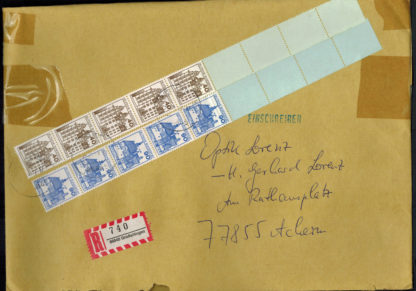 EINSCHREIBEN
Optik Lorenz
- H. Gerhard Lorenz
Am Rathausplatz
77855 Achern
R
740